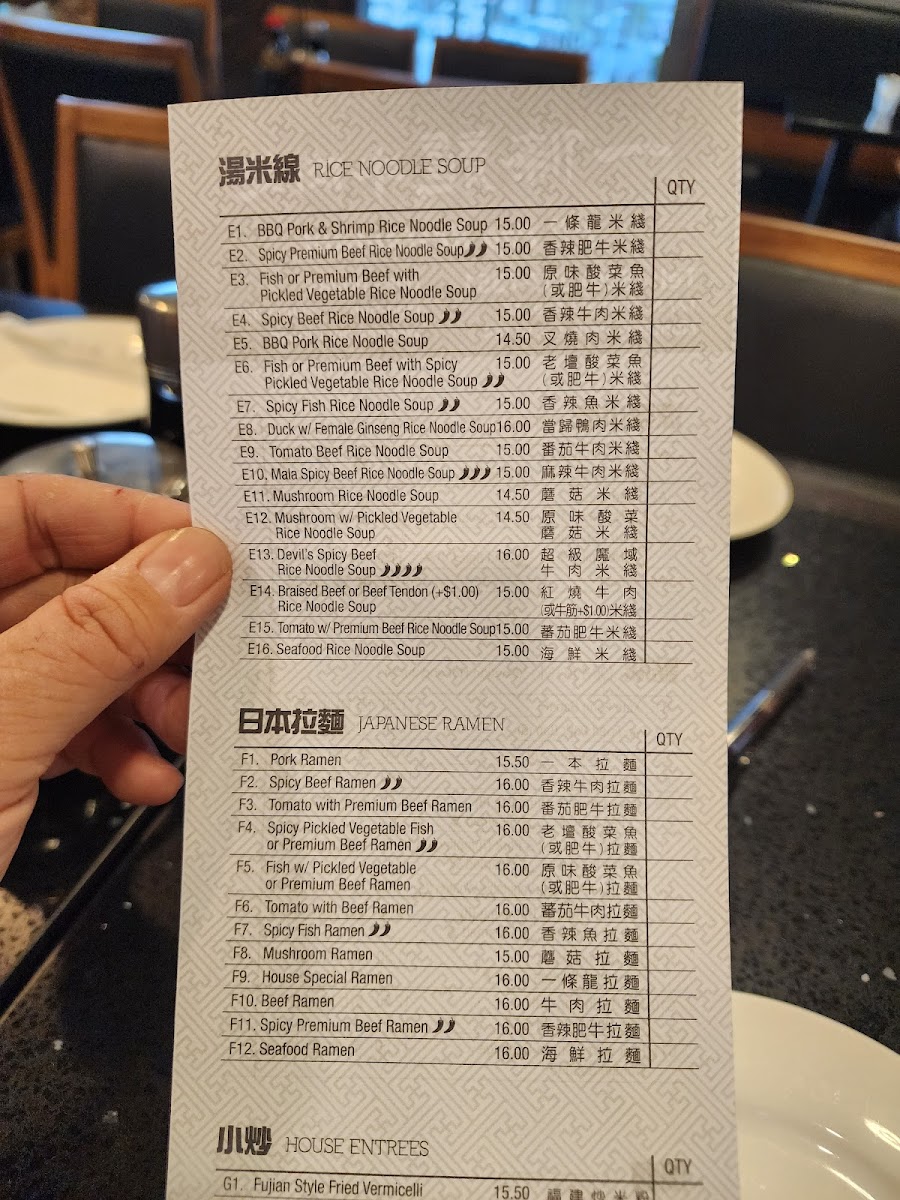 湯米線 RICE NOODLE SOUP
QTY
E1. BBQ Pork & Shrimp Rice Noodle Soup 15.00 一條龍米綫
E2. Spicy Premium Beef Rice Noodle Soup 15.00 香辣肥牛米綫
E3. Fish or Premium Beef with 15.00 原味酸菜魚
Pickled Vegetable Rice Noodle Soup (或肥牛)米綫
E4. Spicy Beef Rice Noodle Soup 15.00 香辣牛肉米綫
E5. BBQ Pork Rice Noodle Soup 14.50 叉燒肉米綫
E6. Fish or Premium Beef with Spicy 15.00 老壇酸菜魚
Pickled Vegetable Rice Noodle Soup (或肥牛)米綫
E7. Spicy Fish Rice Noodle Soup 15.00 香辣魚米綫
E8. Duck w/ Female Ginseng Rice Noodle Soup 16.00 當歸鴨肉米綫
E9. Tomato Beef Rice Noodle Soup 15.00 番茄牛肉米綫
E10. Mala Spicy Beef Rice Noodle Soup 15.00 麻辣牛肉米綫
E11. Mushroom Rice Noodle Soup 14.50 蘑菇米綫
E12. Mushroom w/ Pickled Vegetable 14.50 原味酸菜
Rice Noodle Soup 蘑菇米綫
E13. Devil's Spicy Beef 16.00 超級魔域
Rice Noodle Soup 牛肉米綫
E14. Braised Beef or Beef Tendon (+$1.00) 15.00 紅燒牛肉
Rice Noodle Soup (或牛筋+$1.00)米綫
E15. Tomato w/ Premium Beef Rice Noodle Soup 15.00 蕃茄肥牛米綫
E16. Seafood Rice Noodle Soup 15.00 海鮮米綫
日本拉麵 JAPANESE RAMEN
QTY
F1. Pork Ramen 15.50 一本拉麵
F2. Spicy Beef Ramen 16.00 香辣牛肉拉麵
F3. Tomato with Premium Beef Ramen 16.00 番茄肥牛拉麵
F4. Spicy Pickled Vegetable Fish 16.00 老壇酸菜魚
or Premium Beef Ramen (或肥牛)拉麵
F5. Fish w/ Pickled Vegetable 16.00 原味酸菜魚
or Premium Beef Ramen (或肥牛)拉麵
F6. Tomato with Beef Ramen 16.00 蕃茄牛肉拉麵
F7. Spicy Fish Ramen 16.00 香辣魚拉麵
F8. Mushroom Ramen 15.00 蘑菇拉麵
F9. House Special Ramen 16.00 一條龍拉麵
F10. Beef Ramen 16.00 牛肉拉麵
F11. Spicy Premium Beef Ramen 16.00 香辣肥牛拉麵
F12. Seafood Ramen 16.00 海鮮拉麵
小炒 HOUSE ENTREES
QTY
G1. Fujian Style Fried Vermicelli 15.50 福建炒米粉